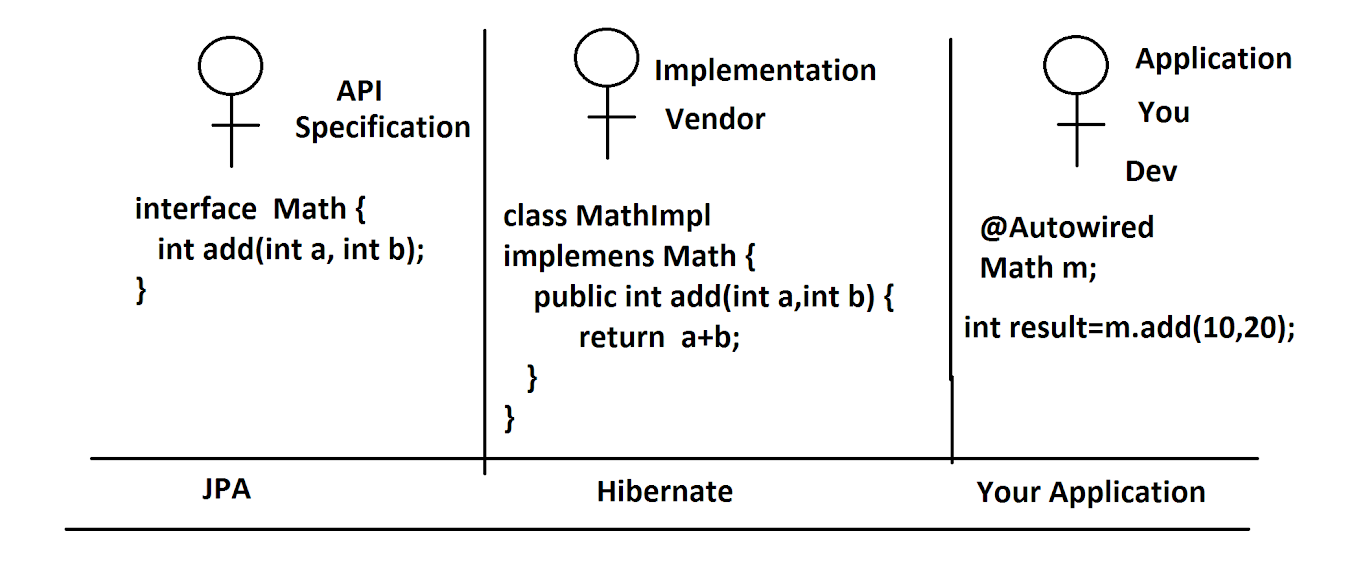 API
Specification
interface Math {
int add(int a, int b);
}
JPA
Implementation
Vendor
class MathImpl
implemens Math {
public int add(int a,int b) {
return a+b;
}
}
Hibernate
Application
You
Dev
@Autowired
Math m;
int result=m.add(10,20);
Your Application